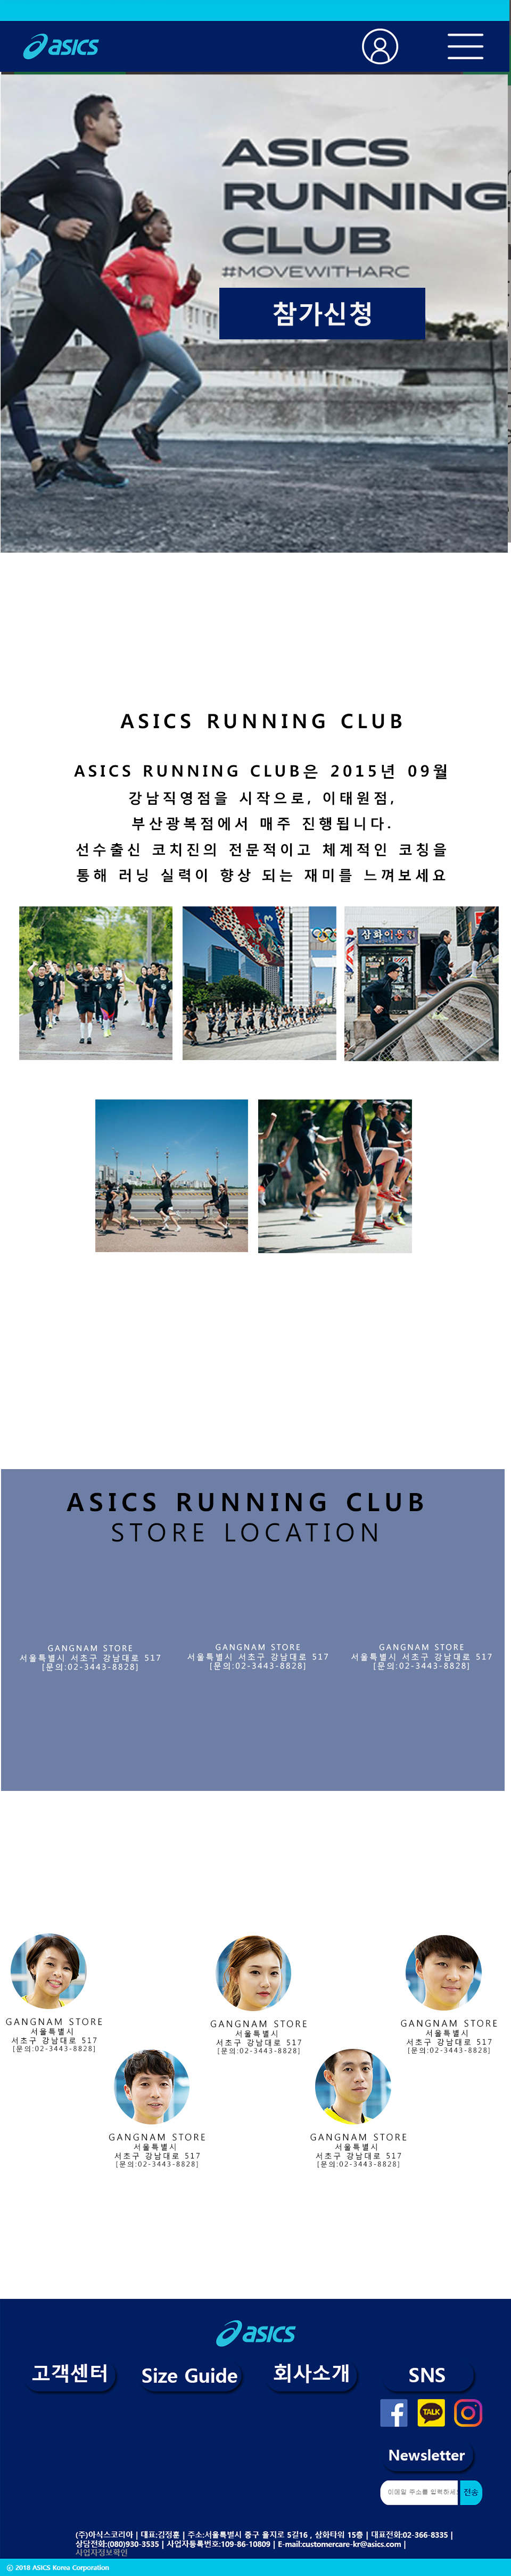 asics
ASICS
RUNNING
CLUB
#MOVEWITHARC
참가신청
ASICS RUNNING CLUB
ASICS RUNNING CLUB은 2015년 09월
강남직영점을 시작으로, 이태원점,
부산광복점에서 매주 진행됩니다.
선수출신 코치진의 전문적이고 체계적인 코칭을
통해 러닝 실력이 향상 되는 재미를 느껴보세요
삼화이용원
ASICS RUNNING CLUB
STORE LOCATION
GANGNAM STORE
서울특별시 서초구 강남대로 517
[문의:02-3443-8828]
GANGNAM STORE
서울특별시 서초구 강남대로 517
[문의:02-3443-8828]
GANGNAM STORE
서울특별시 서초구 강남대로 517
[문의:02-3443-8828]
GANGNAM STORE
서울특별시
서초구 강남대로 517
[문의:02-3443-8828]
GANGNAM STORE
서울특별시
서초구 강남대로 517
[문의:02-3443-8828]
GANGNAM STORE
서울특별시
서초구 강남대로 517
[문의:02-3443-8828]
GANGNAM STORE
서울특별시
서초구 강남대로 517
[문의:02-3443-8828]
GANGNAM STORE
서울특별시
서초구 강남대로 517
[문의:02-3443-8828]
asics
고객센터
Size Guide
회사소개
SNS
TALK
Newsletter
이메일 주소를 입력하세요
전송
(주)아식스코리아 | 대표:김정훈 | 주소:서울특별시 중구 을지로 5길16 , 삼화타워 15층 | 대표전화:02-366-8335 |
상담전화:(080)930-3535 | 사업자등록번호:109-86-10809 | E-mail:customercare-kr@asics.com |
사업자정보확인
© 2018 ASICS Korea Corporation